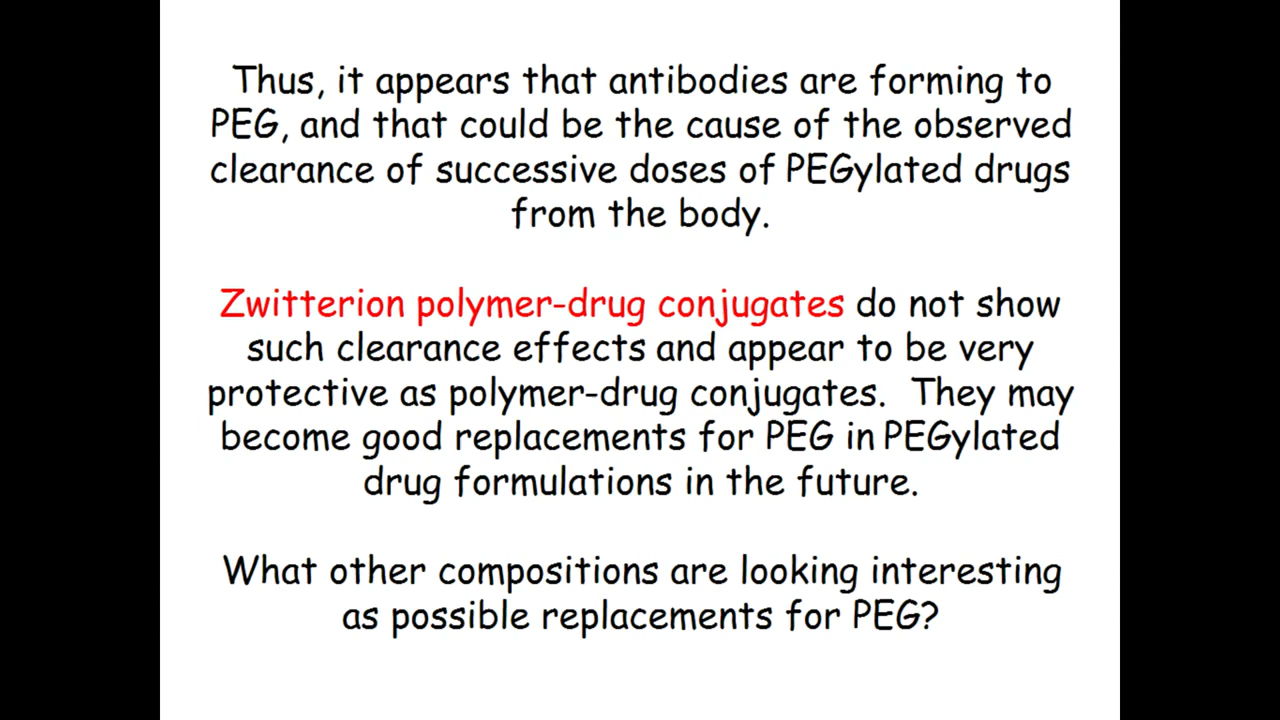 Thus, it appears that antibodies are forming to
PEG, and that could be the cause of the observed
clearance of successive doses of PEGylated drugs
from the body.
Zwitterion polymer-drug conjugates do not show
such clearance effects and appear to be very
protective as polymer-drug conjugates. They may
become good replacements for PEG in PEGylated
drug formulations in the future.
What other compositions are looking interesting
as possible replacements for PEG?